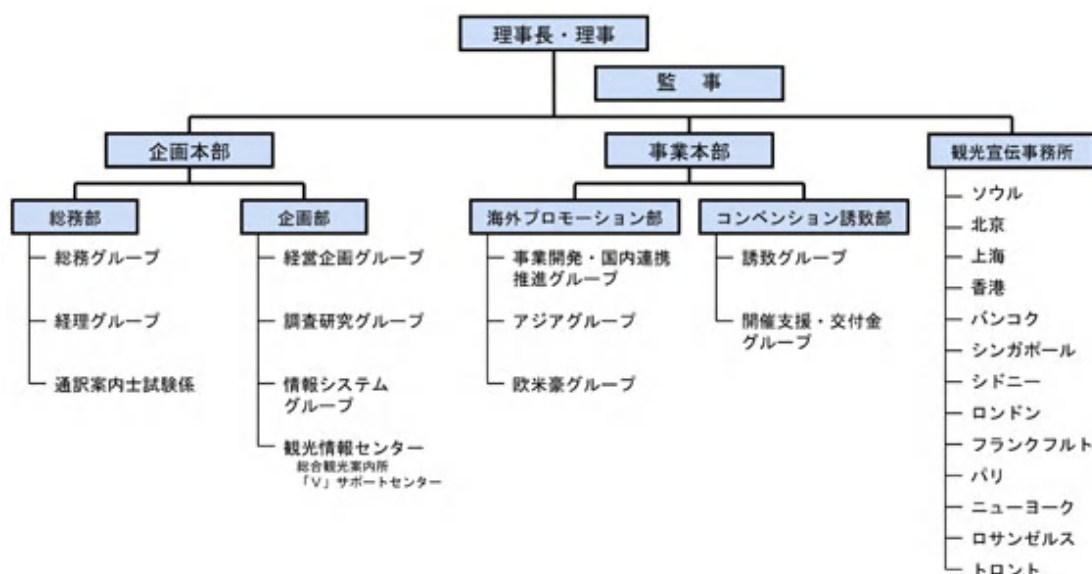 理事長・理事
監　事
企画本部
事業本部
観光宣伝事務所
総務部
企画部
海外プロモーション部
コンベンション誘致部
総務グループ
経理グループ
通訳案内士試験係
経営企画グループ
調査研究グループ
情報システム
グループ
観光情報センター
総合観光案内所
「V」サポートセンター
事業開発・国内連携
推進グループ
アジアグループ
欧米豪グループ
誘致グループ
開催支援・交付金
グループ
ソウル
北京
上海
香港
バンコク
シンガポール
シドニー
ロンドン
フランクフルト
パリ
ニューヨーク
ロサンゼルス
トロント